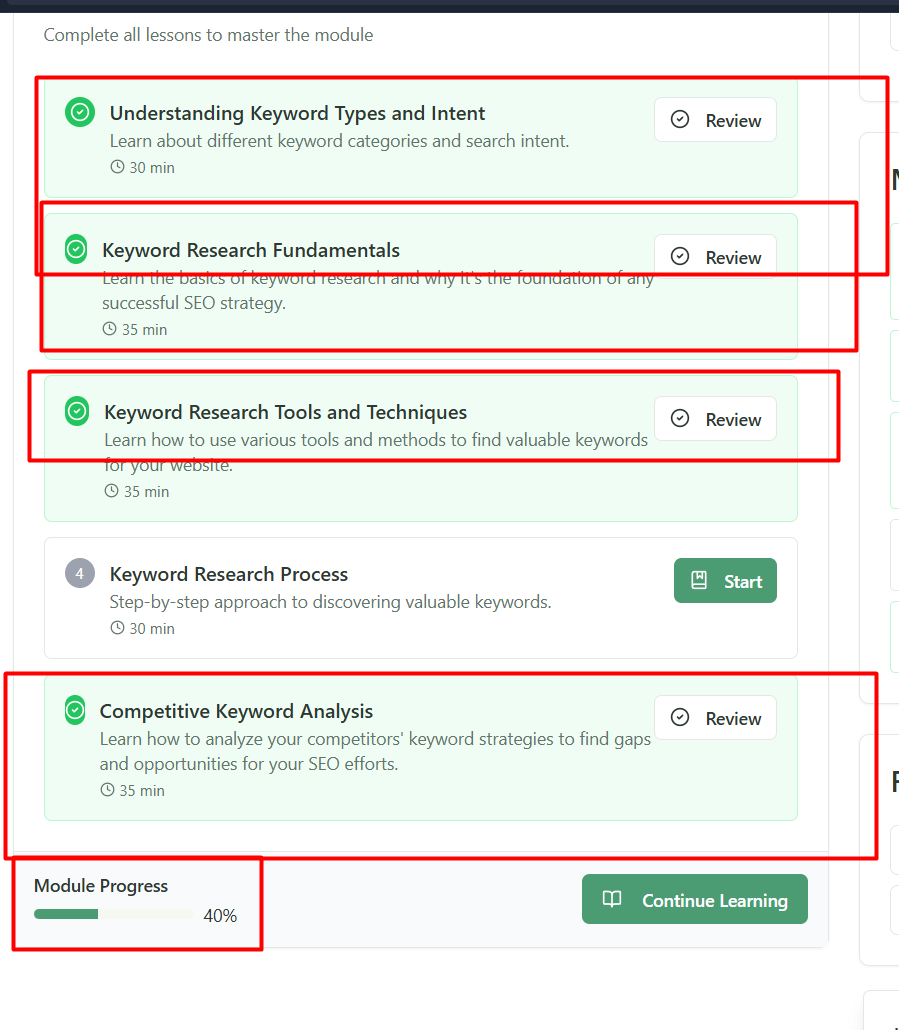 Complete all lessons to master the module
Understanding Keyword Types and Intent
Review
Learn about different keyword categories and search intent.
30 min
Keyword Research Fundamentals
Review
Learn the basics of keyword research and why it's the foundation of any
successful SEO strategy.
35 min
Keyword Research Tools and Techniques
Review
Learn how to use various tools and methods to find valuable keywords
for your website.
35 min
4
Keyword Research Process
Start
Step-by-step approach to discovering valuable keywords.
30 min
Competitive Keyword Analysis
Review
Learn how to analyze your competitors' keyword strategies to find gaps
and opportunities for your SEO efforts.
35 min
Module Progress
40%
Continue Learning